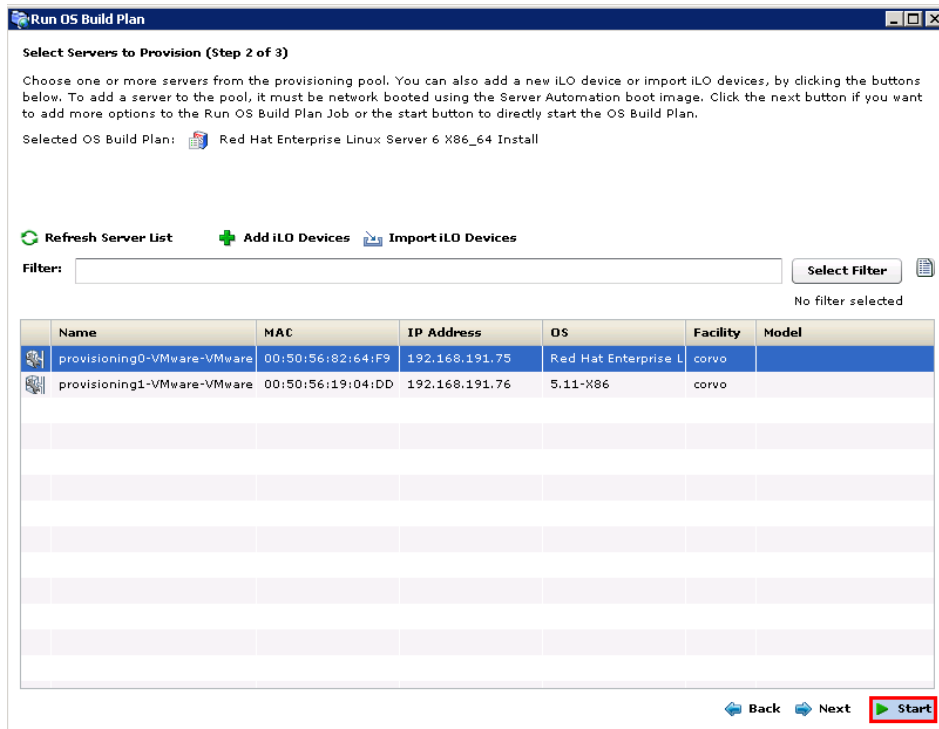 Run OS Build Plan
Select Servers to Provision (Step 2 of 3)
Choose one or more servers from the provisioning pool. You can also add a new iLO device or import iLO devices, by clicking the buttons
below. To add a server to the pool, it must be network booted using the Server Automation boot image. Click the next button if you want
to add more options to the Run OS Build Plan Job or the start button to directly start the OS Build Plan.
Selected OS Build Plan: Red Hat Enterprise Linux Server 6 X86_64 Install
Refresh Server List Add iLO Devices Import iLO Devices
Filter: Select Filter
No filter selected
Name MAC IP Address OS Facility Model
provisioning0-VMware-VMware 00:50:56:82:64:F9 192.168.191.75 Red Hat Enterprise L corvo
provisioning1-VMware-VMware 00:50:56:19:04:DD 192.168.191.76 5.11-X86 corvo
Back Next Start